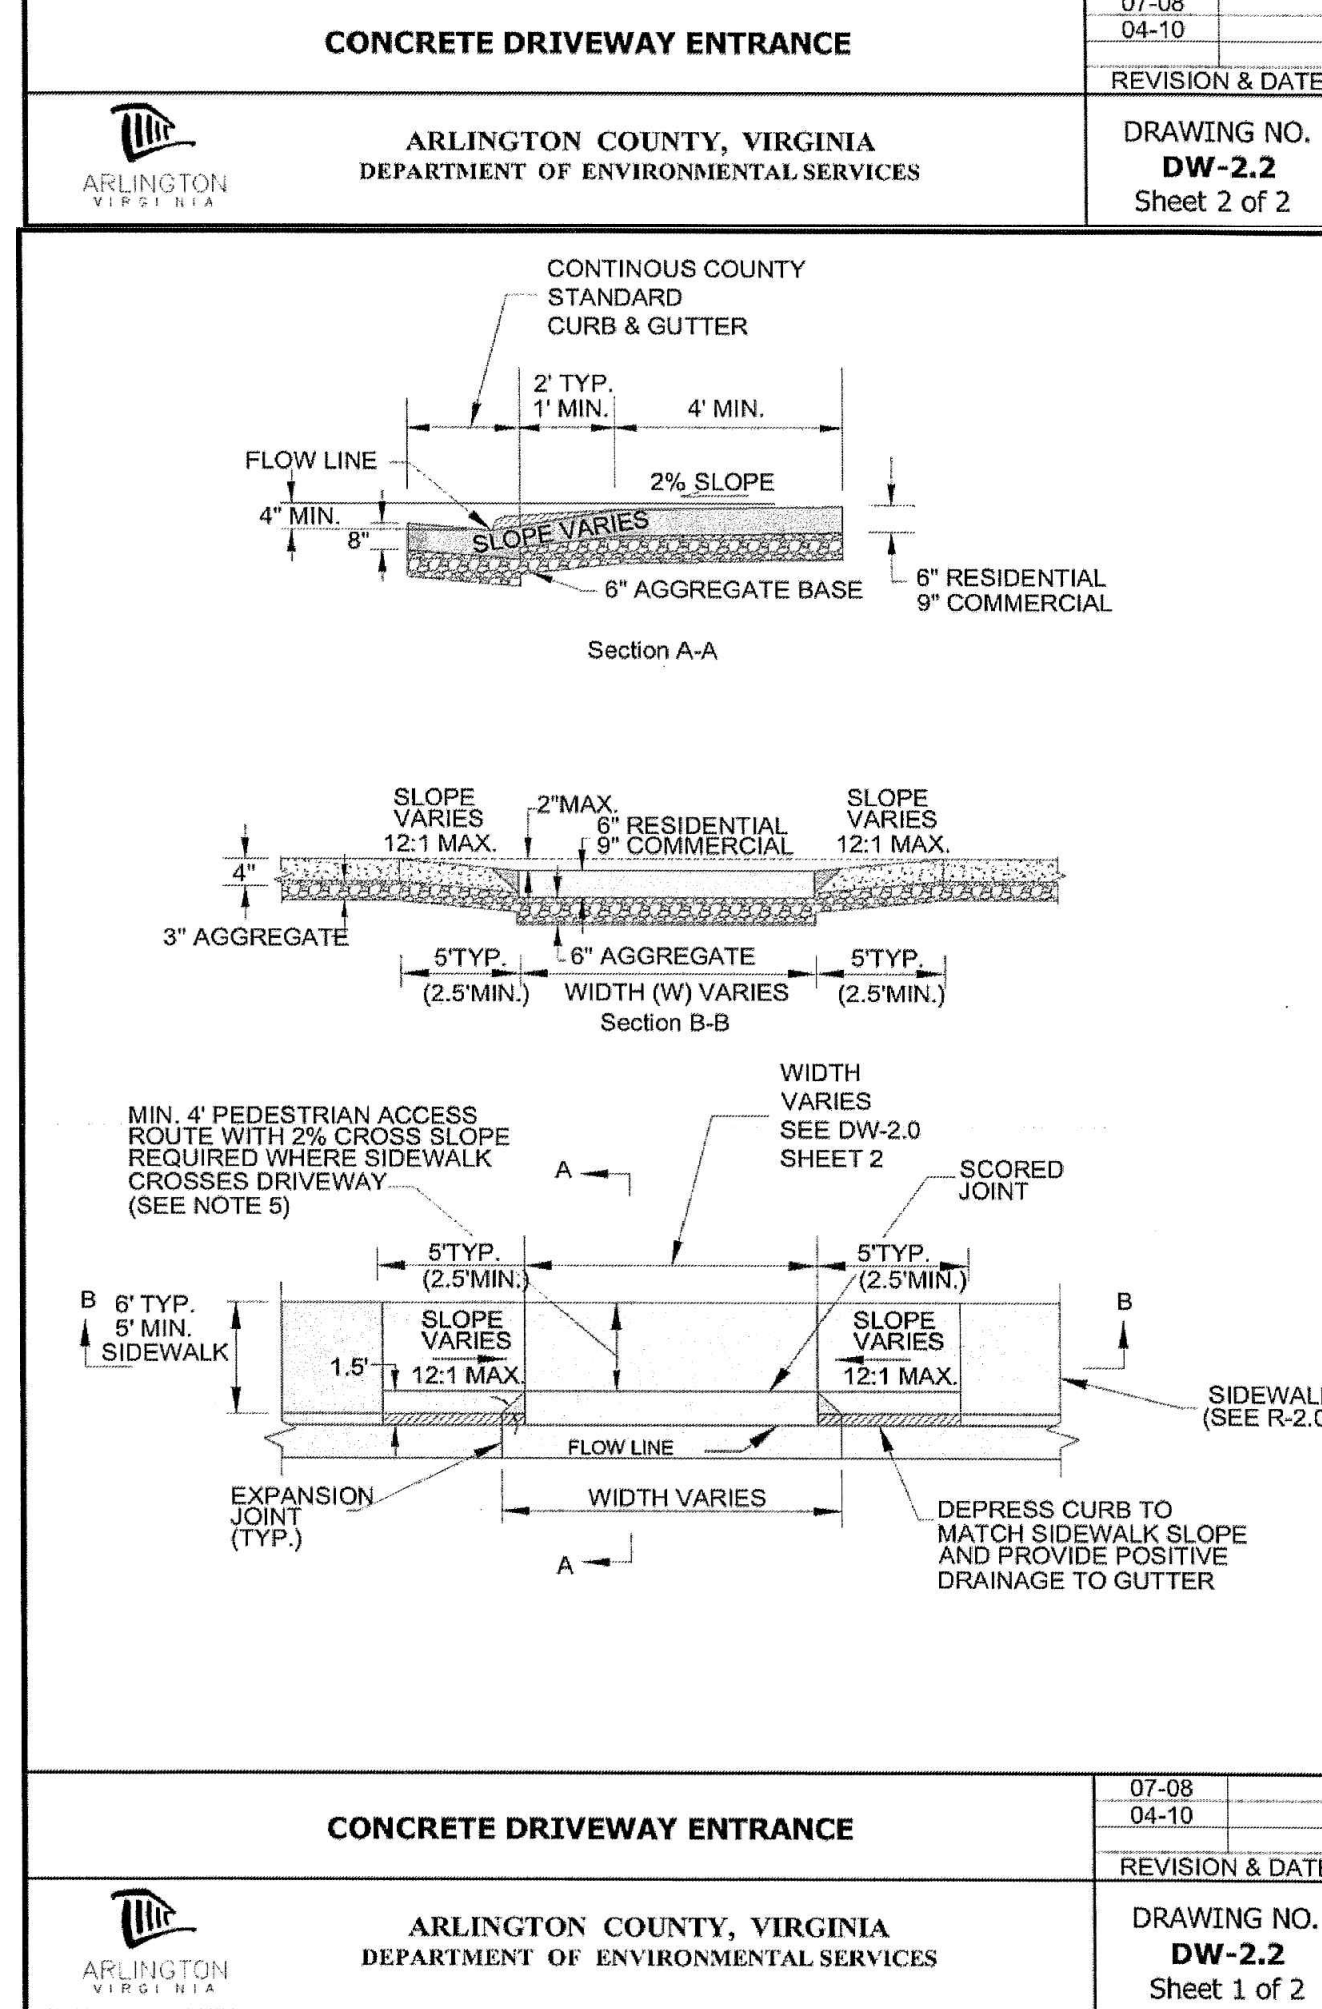 07-08
04-10
CONCRETE DRIVEWAY ENTRANCE
REVISION & DATE
ARLINGTON
VIRGINIA
ARLINGTON COUNTY, VIRGINIA
DEPARTMENT OF ENVIRONMENTAL SERVICES
DRAWING NO.
DW-2.2
Sheet 2 of 2
CONTINOUS COUNTY
STANDARD
CURB & GUTTER
2' TYP.
1' MIN.
4' MIN.
FLOW LINE
2% SLOPE
4" MIN.
8"
SLOPE VARIES
6" AGGREGATE BASE
6" RESIDENTIAL
9" COMMERCIAL
Section A-A
SLOPE
VARIES
12:1 MAX.
2"MAX.
6" RESIDENTIAL
9" COMMERCIAL
SLOPE
VARIES
12:1 MAX.
4"
3" AGGREGATE
5'TYP.
(2.5'MIN.)
6" AGGREGATE
WIDTH (W) VARIES
5'TYP.
(2.5'MIN.)
Section B-B
WIDTH
VARIES
SEE DW-2.0
SHEET 2
MIN. 4' PEDESTRIAN ACCESS
ROUTE WITH 2% CROSS SLOPE
REQUIRED WHERE SIDEWALK
CROSSES DRIVEWAY
(SEE NOTE 5)
A
SCORED
JOINT
5'TYP.
(2.5'MIN.)
5'TYP.
(2.5'MIN.)
B
6' TYP.
5' MIN.
SIDEWALK
SLOPE
VARIES
12:1 MAX.
1.5'
SLOPE
VARIES
12:1 MAX.
B
SIDEWAL
(SEE R-2.0
FLOW LINE
EXPANSION
JOINT
(TYP.)
WIDTH VARIES
A
DEPRESS CURB TO
MATCH SIDEWALK SLOPE
AND PROVIDE POSITIVE
DRAINAGE TO GUTTER
CONCRETE DRIVEWAY ENTRANCE
07-08
04-10
REVISION & DATE
ARLINGTON
VIRGINIA
ARLINGTON COUNTY, VIRGINIA
DEPARTMENT OF ENVIRONMENTAL SERVICES
DRAWING NO.
DW-2.2
Sheet 1 of 2